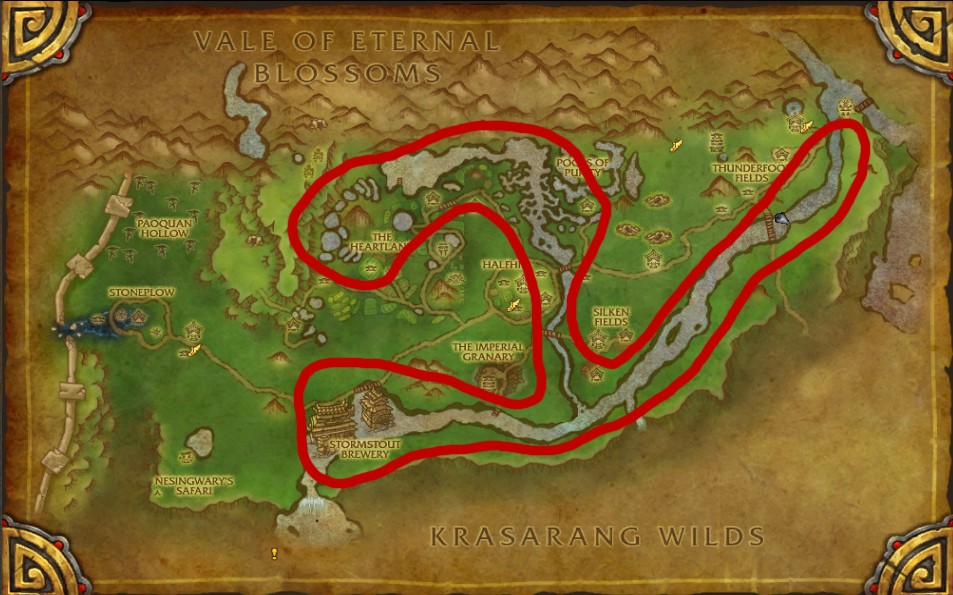 VALE OF ETERNAL
BLOSSOMS
POOLS OF
PURITY
THUNDERFOOT
FIELDS
PAOQUAN
HOLLOW
THE
HEARTLAND
HALFHILL
STONEPLOW
SILKEN
FIELDS
THE IMPERIAL
GRANARY
STORMSTOUT
BREWERY
NESINGWARY'S
SAFARI
KRASARANG WILDS